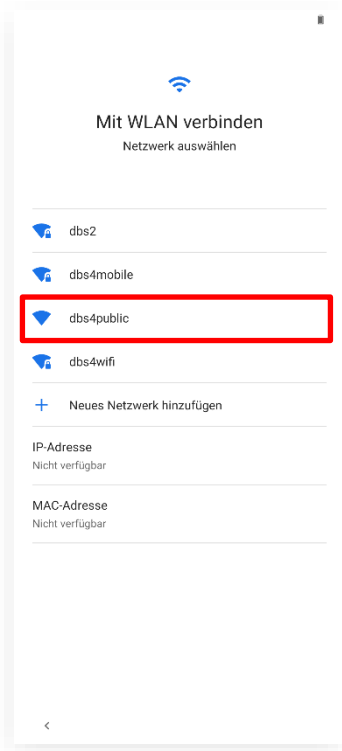 Mit WLAN verbinden
Netzwerk auswählen
dbs2
dbs4mobile
dbs4public
dbs4wifi
Neues Netzwerk hinzufügen
IP-Adresse
Nicht verfügbar
MAC-Adresse
Nicht verfügbar